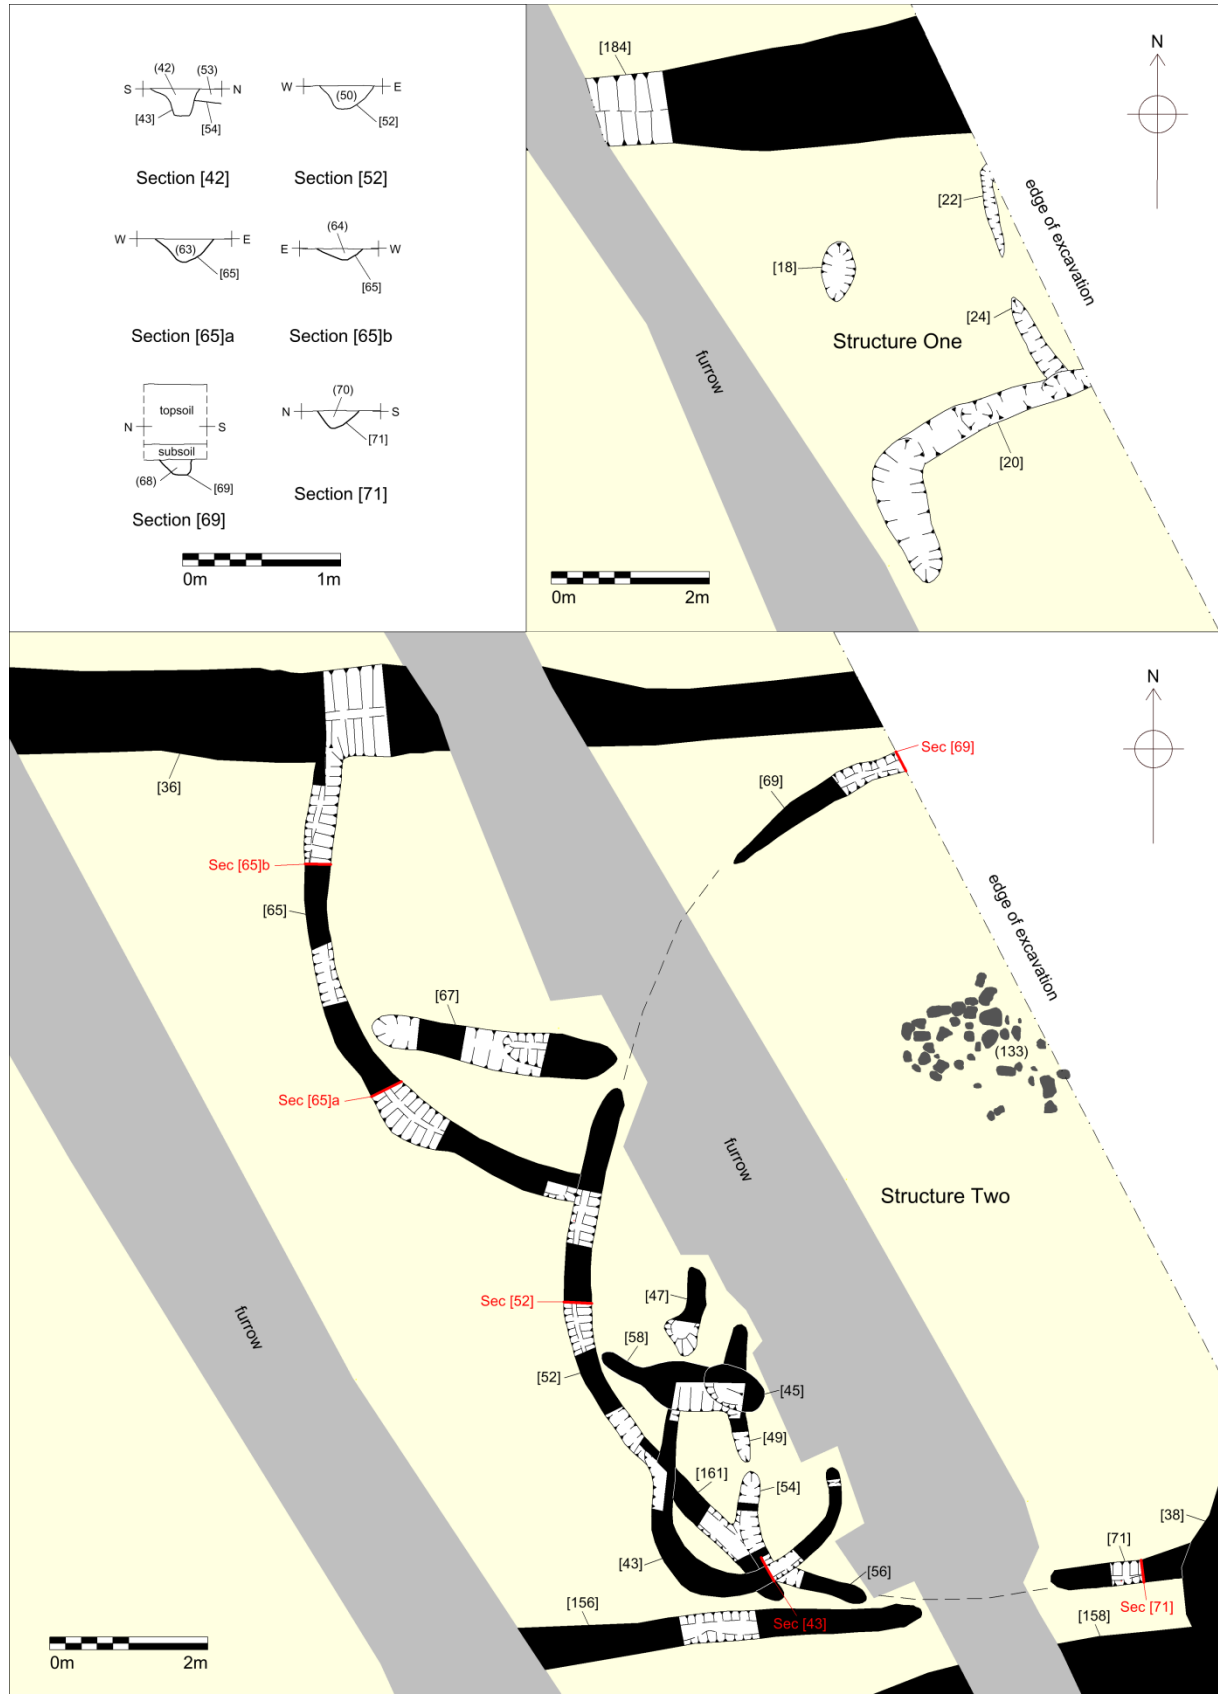 (42)
(53)
S
N
[43]
[54]
Section [42]
W
E
(50)
[52]
Section [52]
W
E
(63)
[65]
Section [65]a
(64)
E
W
[65]
Section [65]b
topsoil
N
S
subsoil
(68)
[69]
Section [69]
(70)
N
S
[71]
Section [71]
0m
1m
[184]
N
[22]
edge of excavation
[18]
[24]
Structure One
furrow
[20]
0m
2m
N
Sec [69]
[36]
[69]
Sec [65]b
edge of excavation
[65]
[67]
(133)
Sec [65]a
furrow
Structure Two
[47]
Sec [52]
furrow
[58]
[52]
[45]
[49]
[161]
[54]
[38]
[71]
[43]
[56]
[156]
Sec [43]
Sec [71]
[158]
0m
2m